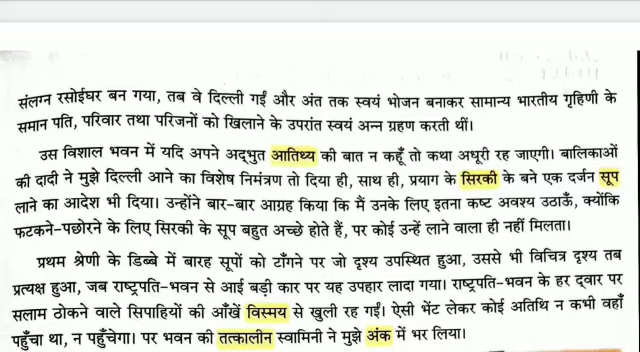 संलग्न रसोईघर बन गया, तब वे दिल्ली गईं और अंत तक स्वयं भोजन बनाकर सामान्य भारतीय गृहिणी के
समान पति, परिवार तथा परिजनों को खिलाने के उपरांत स्वयं अन्न ग्रहण करती थीं।
उस विशाल भवन में यदि अपने अद्भुत आतिथ्य की बात न कहूँ तो कथा अधूरी रह जाएगी। बालिकाओं
की दादी ने मुझे दिल्ली आने का विशेष निमंत्रण तो दिया ही, साथ ही, प्रयाग के सिरकी के बने एक दर्जन सूप
लाने का आदेश भी दिया। उन्होंने बार-बार आग्रह किया कि मैं उनके लिए इतना कष्ट अवश्य उठाऊँ, क्योंकि
फटकने-पछोरने के लिए सिरकी के सूप बहुत अच्छे होते हैं, पर कोई उन्हें लाने वाला ही नहीं मिलता।
प्रथम श्रेणी के डिब्बे में बारह सूपों को टाँगने पर जो दृश्य उपस्थित हुआ, उससे भी विचित्र दृश्य तब
प्रत्यक्ष हुआ, जब राष्ट्रपति-भवन से आई बड़ी कार पर यह उपहार लादा गया। राष्ट्रपति-भवन के हर द्वार पर
सलाम ठोकने वाले सिपाहियों की आँखें विस्मय से खुली रह गईं। ऐसी भेंट लेकर कोई अतिथि न कभी वहाँ
पहुँचा था, न पहुँचेगा। पर भवन की तत्कालीन स्वामिनी ने मुझे अंक में भर लिया।